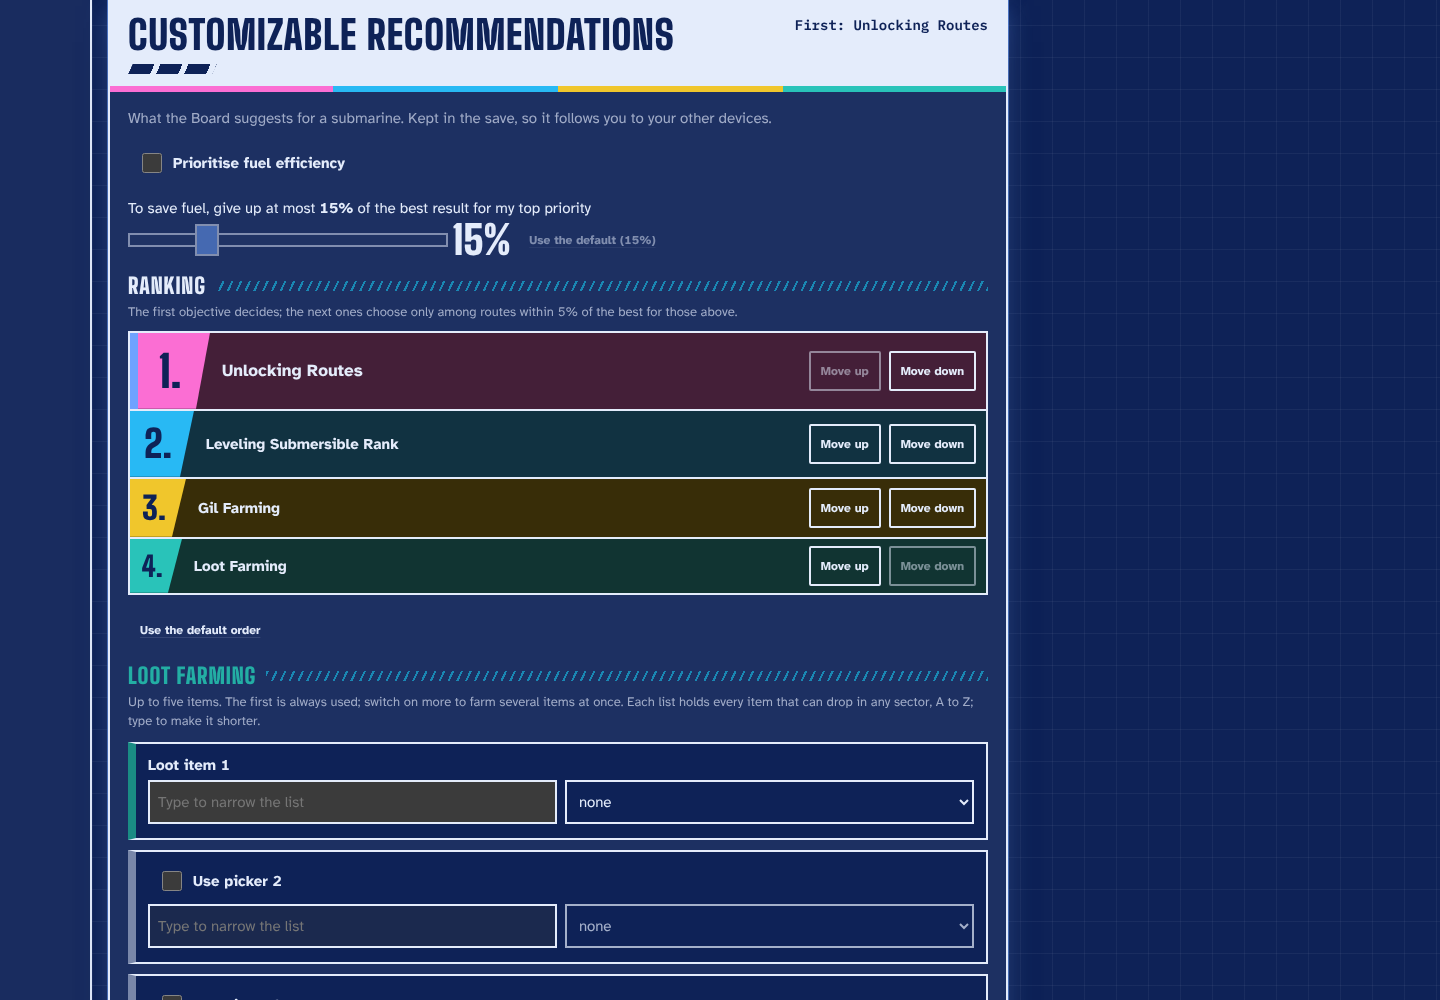 CUSTOMIZABLE RECOMMENDATIONS
First: Unlocking Routes
What the Board suggests for a submarine. Kept in the save, so it follows you to your other devices.
Prioritise fuel efficiency
To save fuel, give up at most 15% of the best result for my top priority
15%
Use the default (15%)
RANKING
The first objective decides; the next ones choose only among routes within 5% of the best for those above.
1. Unlocking Routes Move up Move down
2. Leveling Submersible Rank Move up Move down
3. Gil Farming Move up Move down
4. Loot Farming Move up Move down
Use the default order
LOOT FARMING
Up to five items. The first is always used; switch on more to farm several items at once. Each list holds every item that can drop in any sector, A to Z;
type to make it shorter.
Loot item 1
Type to narrow the list none
Use picker 2
Type to narrow the list none